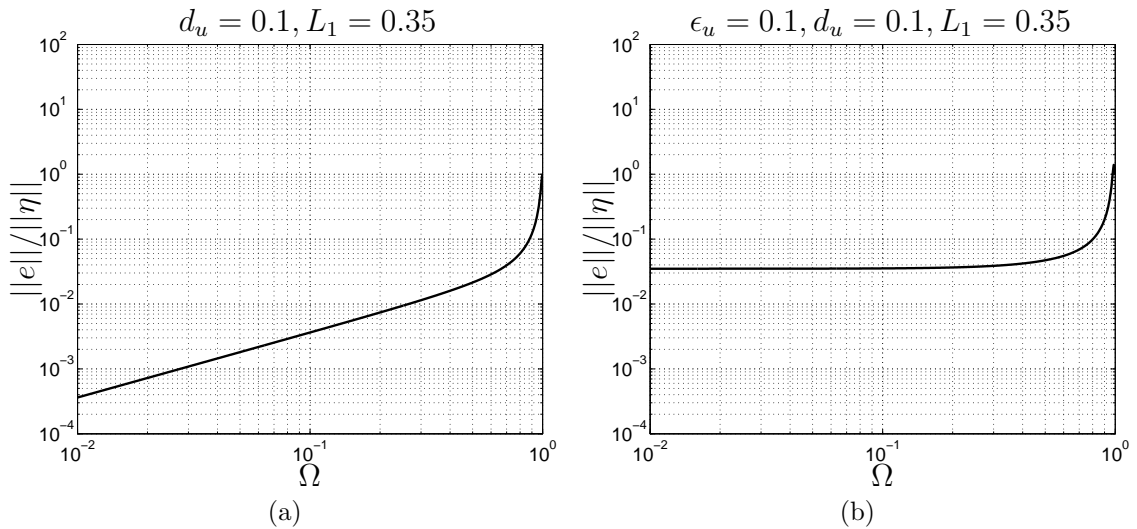 d_u = 0.1, L_1 = 0.35
10^2
10^1
10^0
10^{-1}
10^{-2}
10^{-3}
10^{-4}
||e||/||η||
10^{-2}
10^{-1}
10^0
Ω
(a)
ϵ_u = 0.1, d_u = 0.1, L_1 = 0.35
10^2
10^1
10^0
10^{-1}
10^{-2}
10^{-3}
10^{-4}
||e||/||η||
10^{-2}
10^{-1}
10^0
Ω
(b)